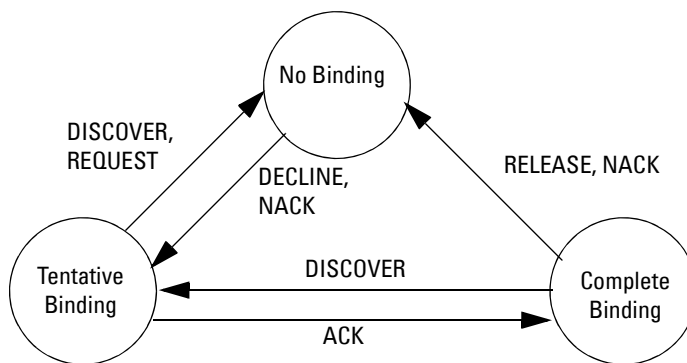 No Binding
DISCOVER,
REQUEST
DECLINE,
NACK
RELEASE, NACK
Tentative
Binding
DISCOVER
Complete
Binding
ACK